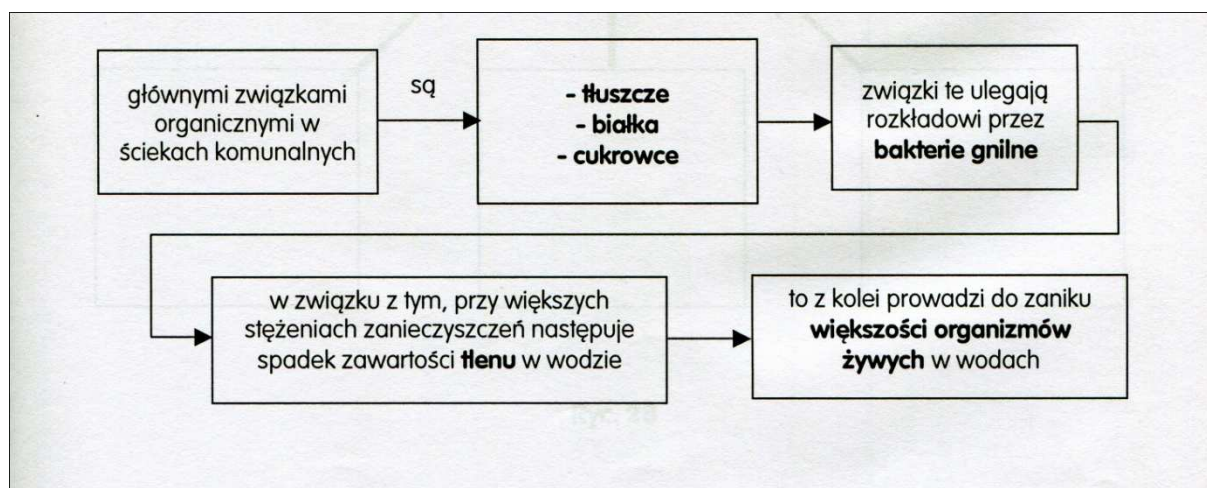 głównymi związkami
organicznymi w
ściekach komunalnych
są
- tłuszcze
- białka
- cukrowce
związki te ulegają
rozkładowi przez
bakterie gnilne
w związku z tym, przy większych
stężeniach zanieczyszczeń następuje
spadek zawartości tlenu w wodzie
to z kolei prowadzi do zaniku
większości organizmów
żywych w wodach